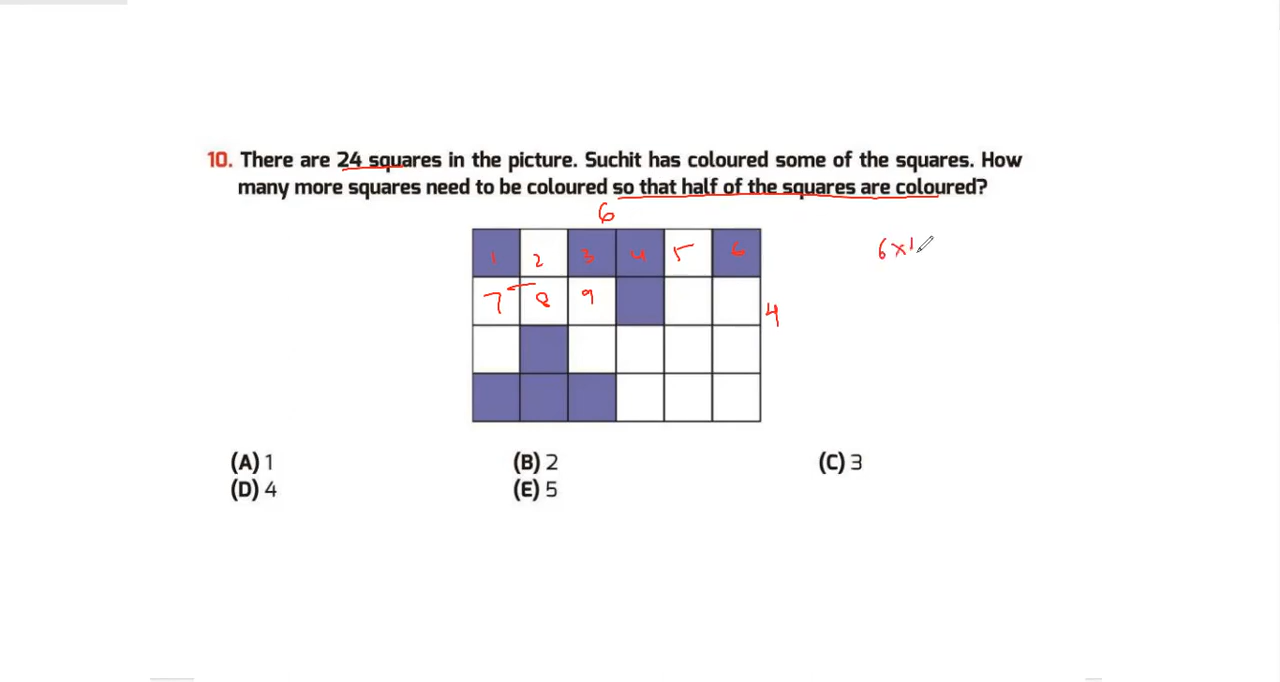 10. There are 24 squares in the picture. Suchit has coloured some of the squares. How
many more squares need to be coloured so that half of the squares are coloured?
6
1 2 3 4 5 6
6x1
7 8 9
4
(A) 1 (B) 2 (C) 3
(D) 4 (E) 5